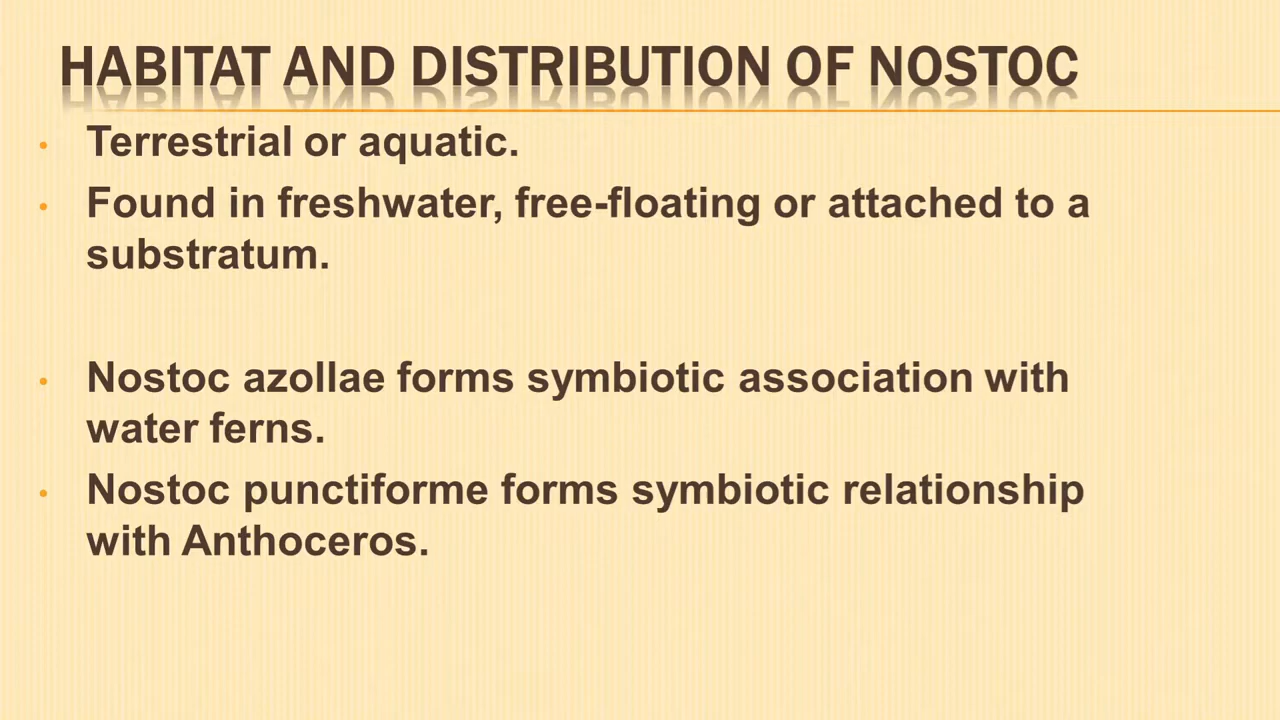 HABITAT AND DISTRIBUTION OF NOSTOC
• Terrestrial or aquatic.
• Found in freshwater, free-floating or attached to a
substratum.
• Nostoc azollae forms symbiotic association with
water ferns.
• Nostoc punctiforme forms symbiotic relationship
with Anthoceros.